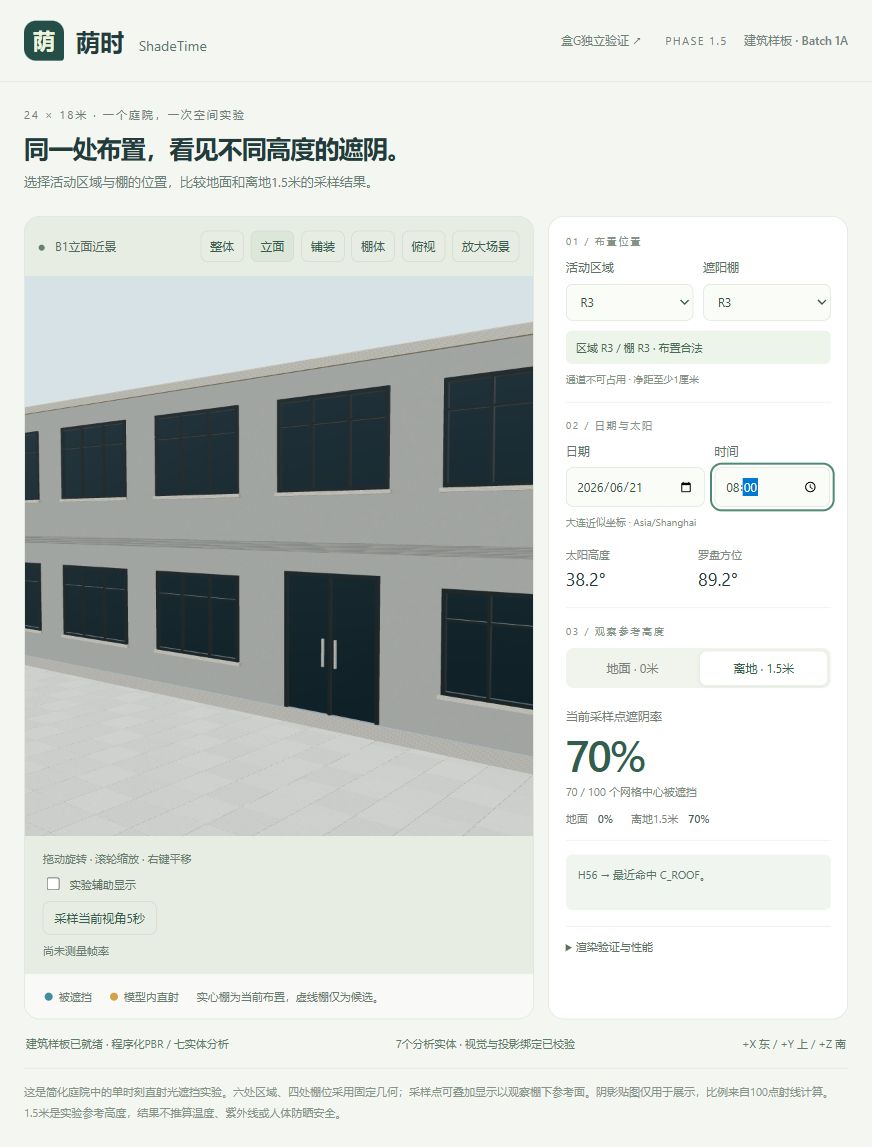 荫 荫时 ShadeTime 盒G独立验证 ↗ PHASE 1.5 建筑样板 · Batch 1A
24 × 18米 · 一个庭院，一次空间实验
同一处布置，看见不同高度的遮阴。
选择活动区域与棚的位置，比较地面和离地1.5米的采样结果。
B1立面近景 整体 立面 铺装 棚体 俯视 放大场景
拖动旋转 · 滚轮缩放 · 右键平移
实验辅助显示
采样当前视角5秒
尚未测量帧率
被遮挡 模型内直射 实心棚为当前布置，虚线棚仅为候选。
01 / 布置位置
活动区域 遮阳棚
R3 R3
区域 R3 / 棚 R3 · 布置合法
通道不可占用 · 净距至少1厘米
02 / 日期与太阳
日期 时间
2026/06/21 08:00
大连近似坐标 · Asia/Shanghai
太阳高度 罗盘方位
38.2° 89.2°
03 / 观察参考高度
地面 · 0米 离地 · 1.5米
当前采样点遮阴率
70%
70 / 100 个网格中心被遮挡
地面 0% 离地1.5米 70%
H56 → 最近命中 C_ROOF。
▶ 渲染验证与性能
建筑样板已就绪 · 程序化PBR / 七实体分析 7个分析实体 · 视觉与投影绑定已校验 +X 东 / +Y 上 / +Z 南
这是简化庭院中的单时刻直射光遮挡实验。六处区域、四处棚位采用固定几何；采样点可叠加显示以观察棚下参考面。阴影贴图仅用于展示，比例来自100点射线计算。
1.5米是实验参考高度，结果不推算温度、紫外线或人体防晒安全。